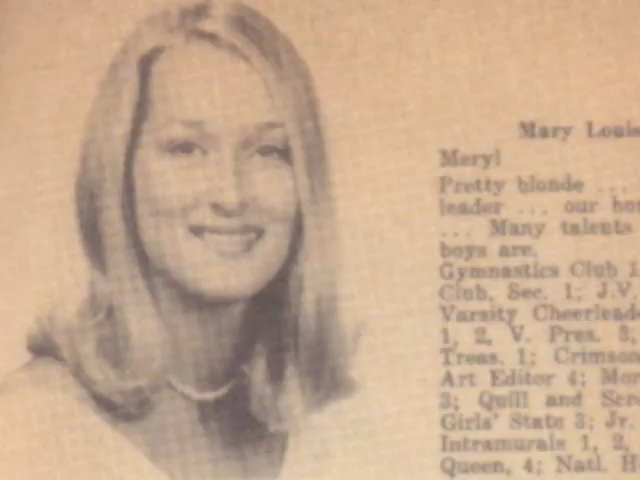 Mary Louis
Meryl
Pretty blonde ...
leader ... our
... Many talents
boys are.
Gymnastics Club 1
Club, Sec. 1; J.V.
Varsity Cheerlead
1, 2, V. Pres. 3,
Treas. 1; Crimson
Art Editor 4; Mor
3; Quill and Scr
Girls' State 3; Jr.
Intramurals 1, 2,
Queen, 4; Natl. H